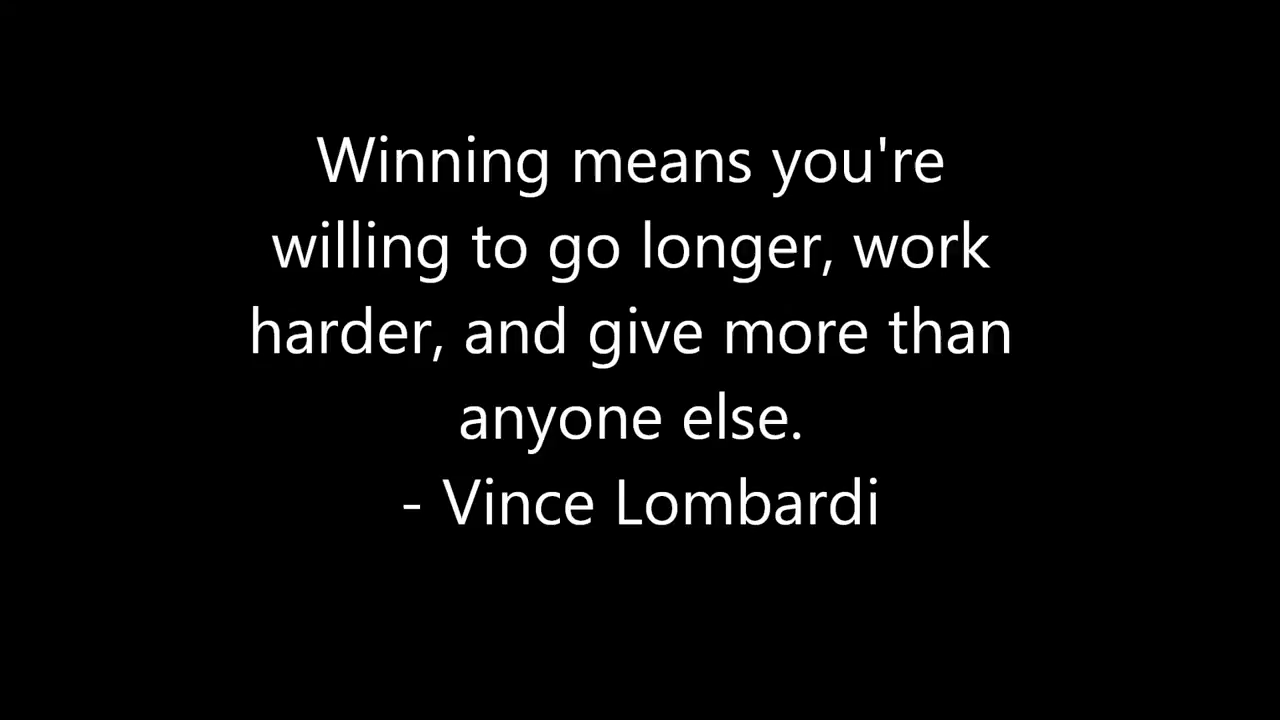 Winning means you're
willing to go longer, work
harder, and give more than
anyone else.
- Vince Lombardi